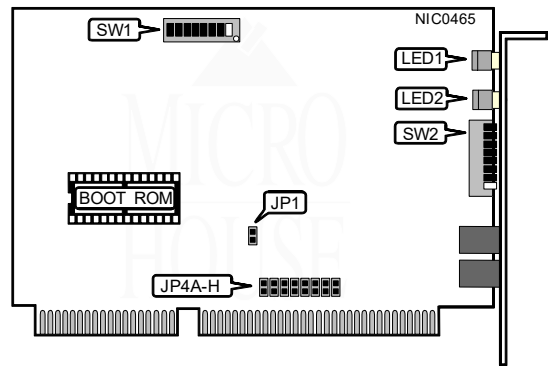 NIC0465
SW1
LED1
LED2
SW2
MICRO
HOUSE
BOOT ROM
JP1
JP4A-H